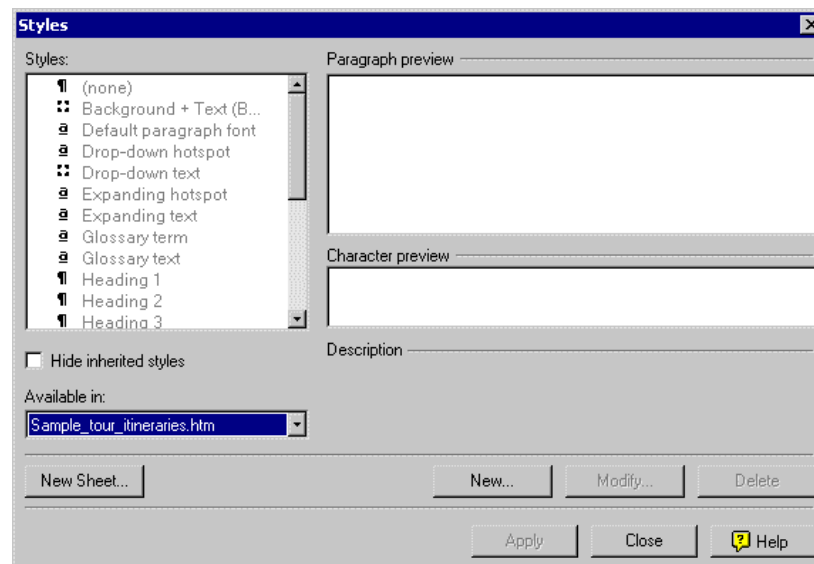 Styles
Styles:
(none)
Background + Text (B...
Default paragraph font
Drop-down hotspot
Drop-down text
Expanding hotspot
Expanding text
Glossary term
Glossary text
Heading 1
Heading 2
Heading 3
Hide inherited styles
Available in:
Sample_tour_itineraries.htm
Paragraph preview
Character preview
Description
New Sheet...
New...
Modify...
Delete
Apply
Close
Help